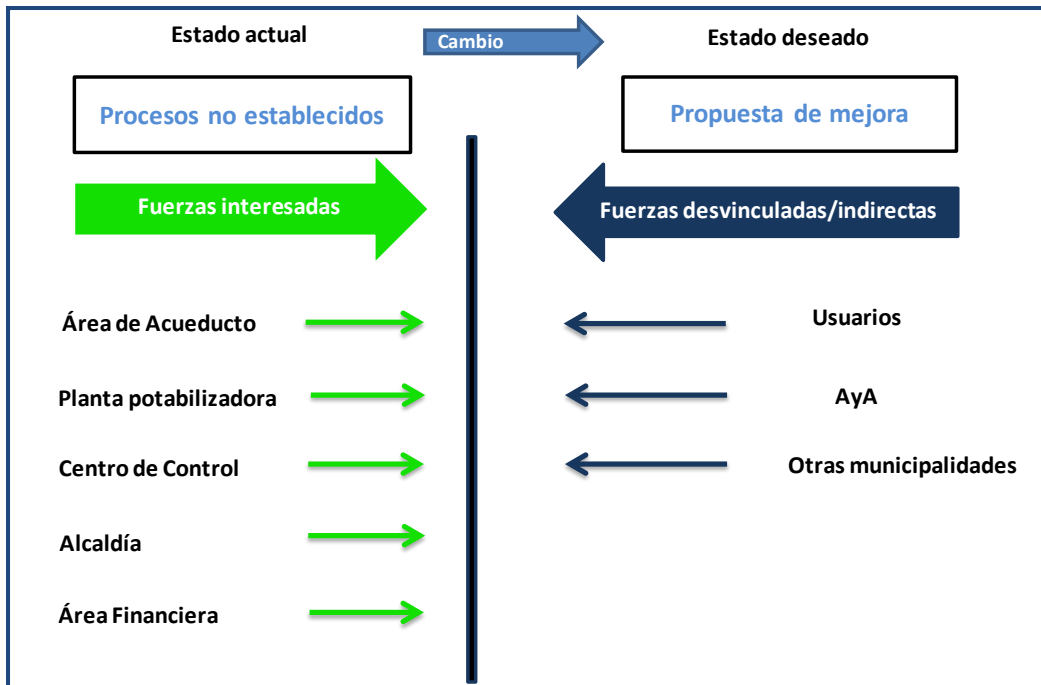 Estado actual
Cambio
Estado deseado
Procesos no establecidos
Propuesta de mejora
Fuerzas interesadas
Fuerzas desvinculadas/indirectas
Área de Acueducto
Usuarios
Planta potabilizadora
AyA
Centro de Control
Otras municipalidades
Alcaldía
Área Financiera